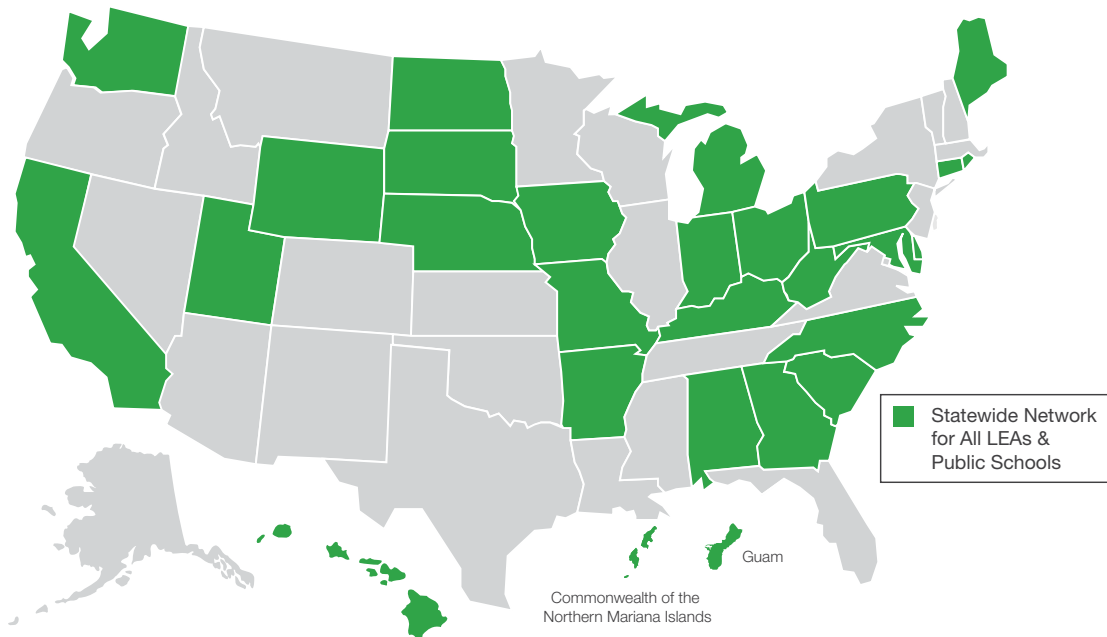 Statewide Network
for All LEAs &
Public Schools
Guam
Commonwealth of the
Northern Mariana Islands